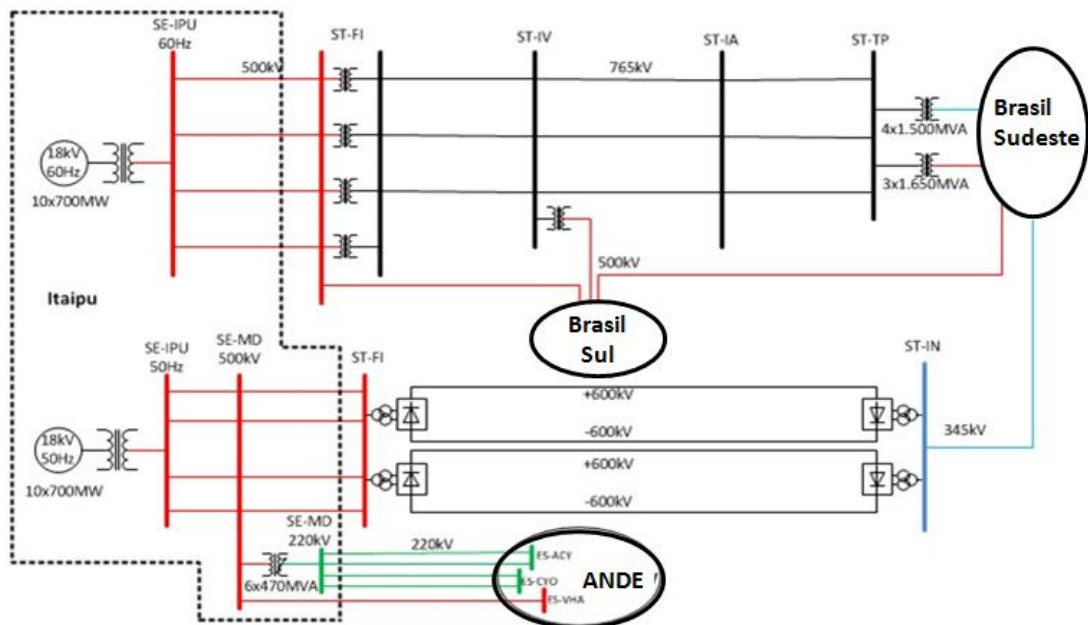 SE-IPU
60Hz
ST-FI
ST-IV
ST-IA
ST-TP
500kV
765kV
Brasil
Sudeste
4x1.500MVA
18kV
60Hz
3x1.650MVA
10x700MW
500kV
Itaipu
Brasil
Sul
SE-MD
500kV
SE-IPU
50Hz
ST-FI
ST-IN
+600kV
-600kV
345kV
18kV
50Hz
+600kV
10x700MW
-600kV
SE-MD
220kV
220kV
ES-ACY
6x470MVA
ES-CYO
ANDE
ES-VHA